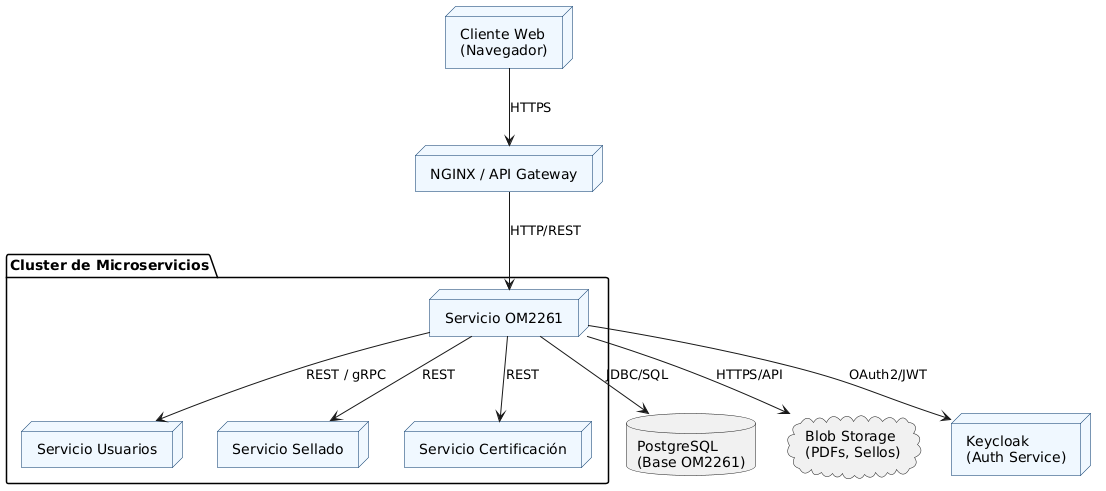 Cliente Web
(Navegador)
HTTPS
NGINX / API Gateway
HTTP/REST
Cluster de Microservicios
Servicio OM2261
REST / gRPC
REST
REST
JDBC/SQL
HTTPS/API
OAuth2/JWT
Servicio Usuarios
Servicio Sellado
Servicio Certificación
PostgreSQL
(Base OM2261)
Blob Storage
(PDFs, Sellos)
Keycloak
(Auth Service)